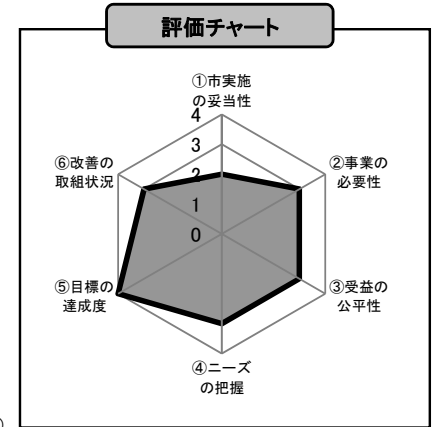 評価チャート
①市実施
の妥当性
4
3
2
1
0
②事業の
必要性
③受益の
公平性
④ニーズ
の把握
⑤目標の
達成度
⑥改善の
取組状況